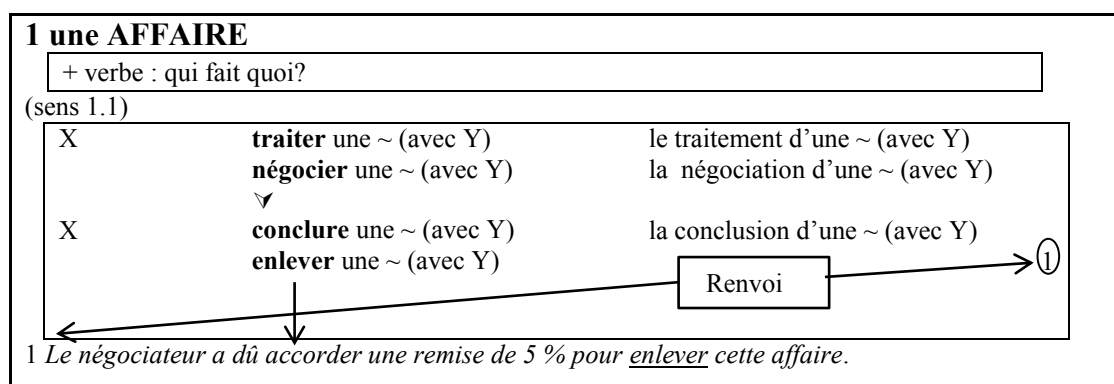 1 une AFFAIRE
+ verbe : qui fait quoi?
(sens 1.1)
X traiter une ~ (avec Y) le traitement d'une ~ (avec Y)
négocier une ~ (avec Y) la négociation d'une ~ (avec Y)
X conclure une ~ (avec Y) la conclusion d'une ~ (avec Y)
enlever une ~ (avec Y) 1
Renvoi
1 Le négociateur a dû accorder une remise de 5 % pour enlever cette affaire.